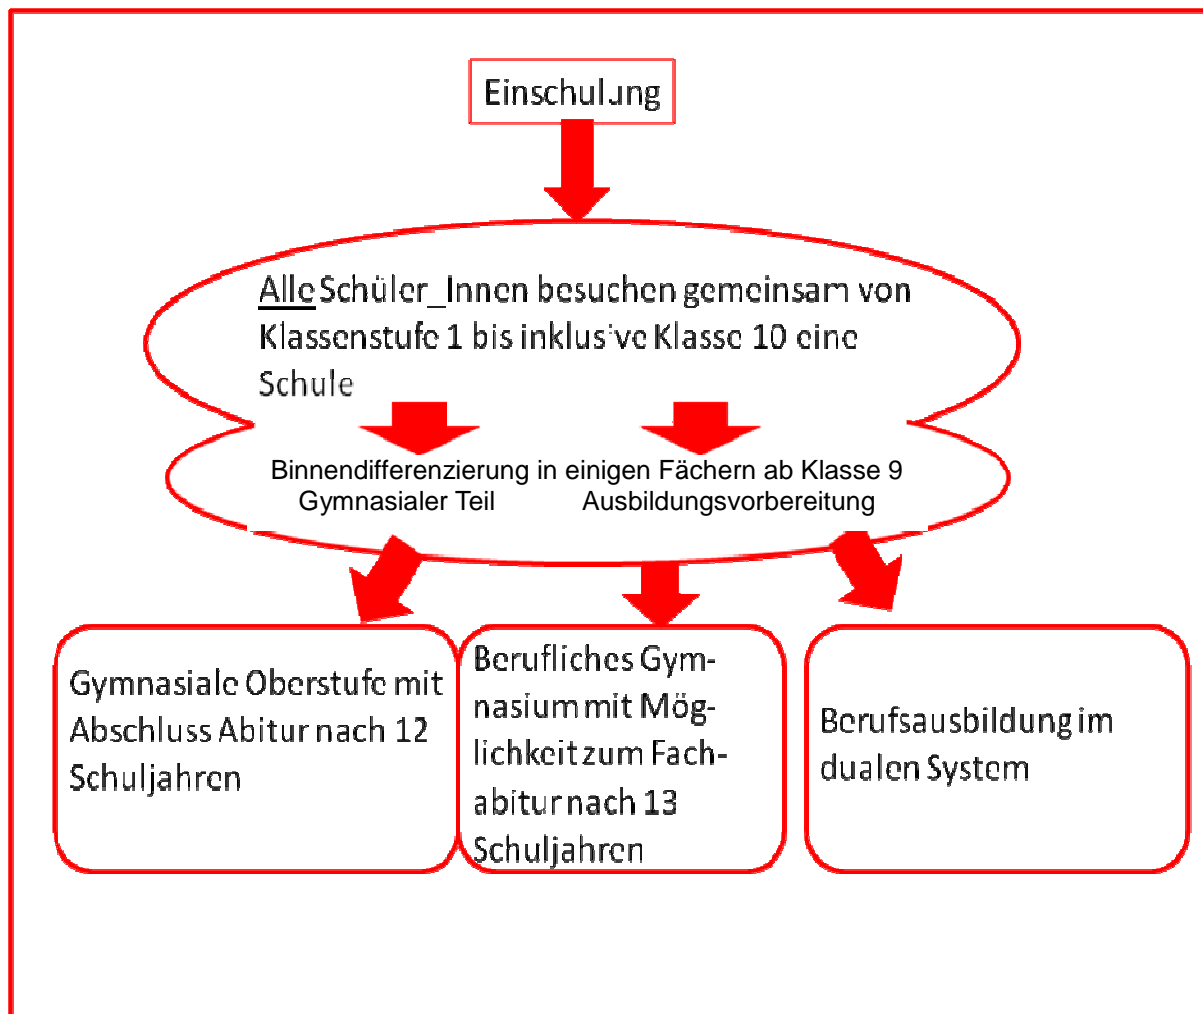 Einschulung
Alle Schüler_Innen besuchen gemeinsam von
Klassenstufe 1 bis inklusive Klasse 10 eine
Schule
Binnendifferenzierung in einigen Fächern ab Klasse 9
Gymnasialer Teil Ausbildungsvorbereitung
Gymnasiale Oberstufe mit
Abschluss Abitur nach 12
Schuljahren
Berufliches Gym-
nasium mit Mög-
lichkeit zum Fach-
abitur nach 13
Schuljahren
Berufsausbildung im
dualen System